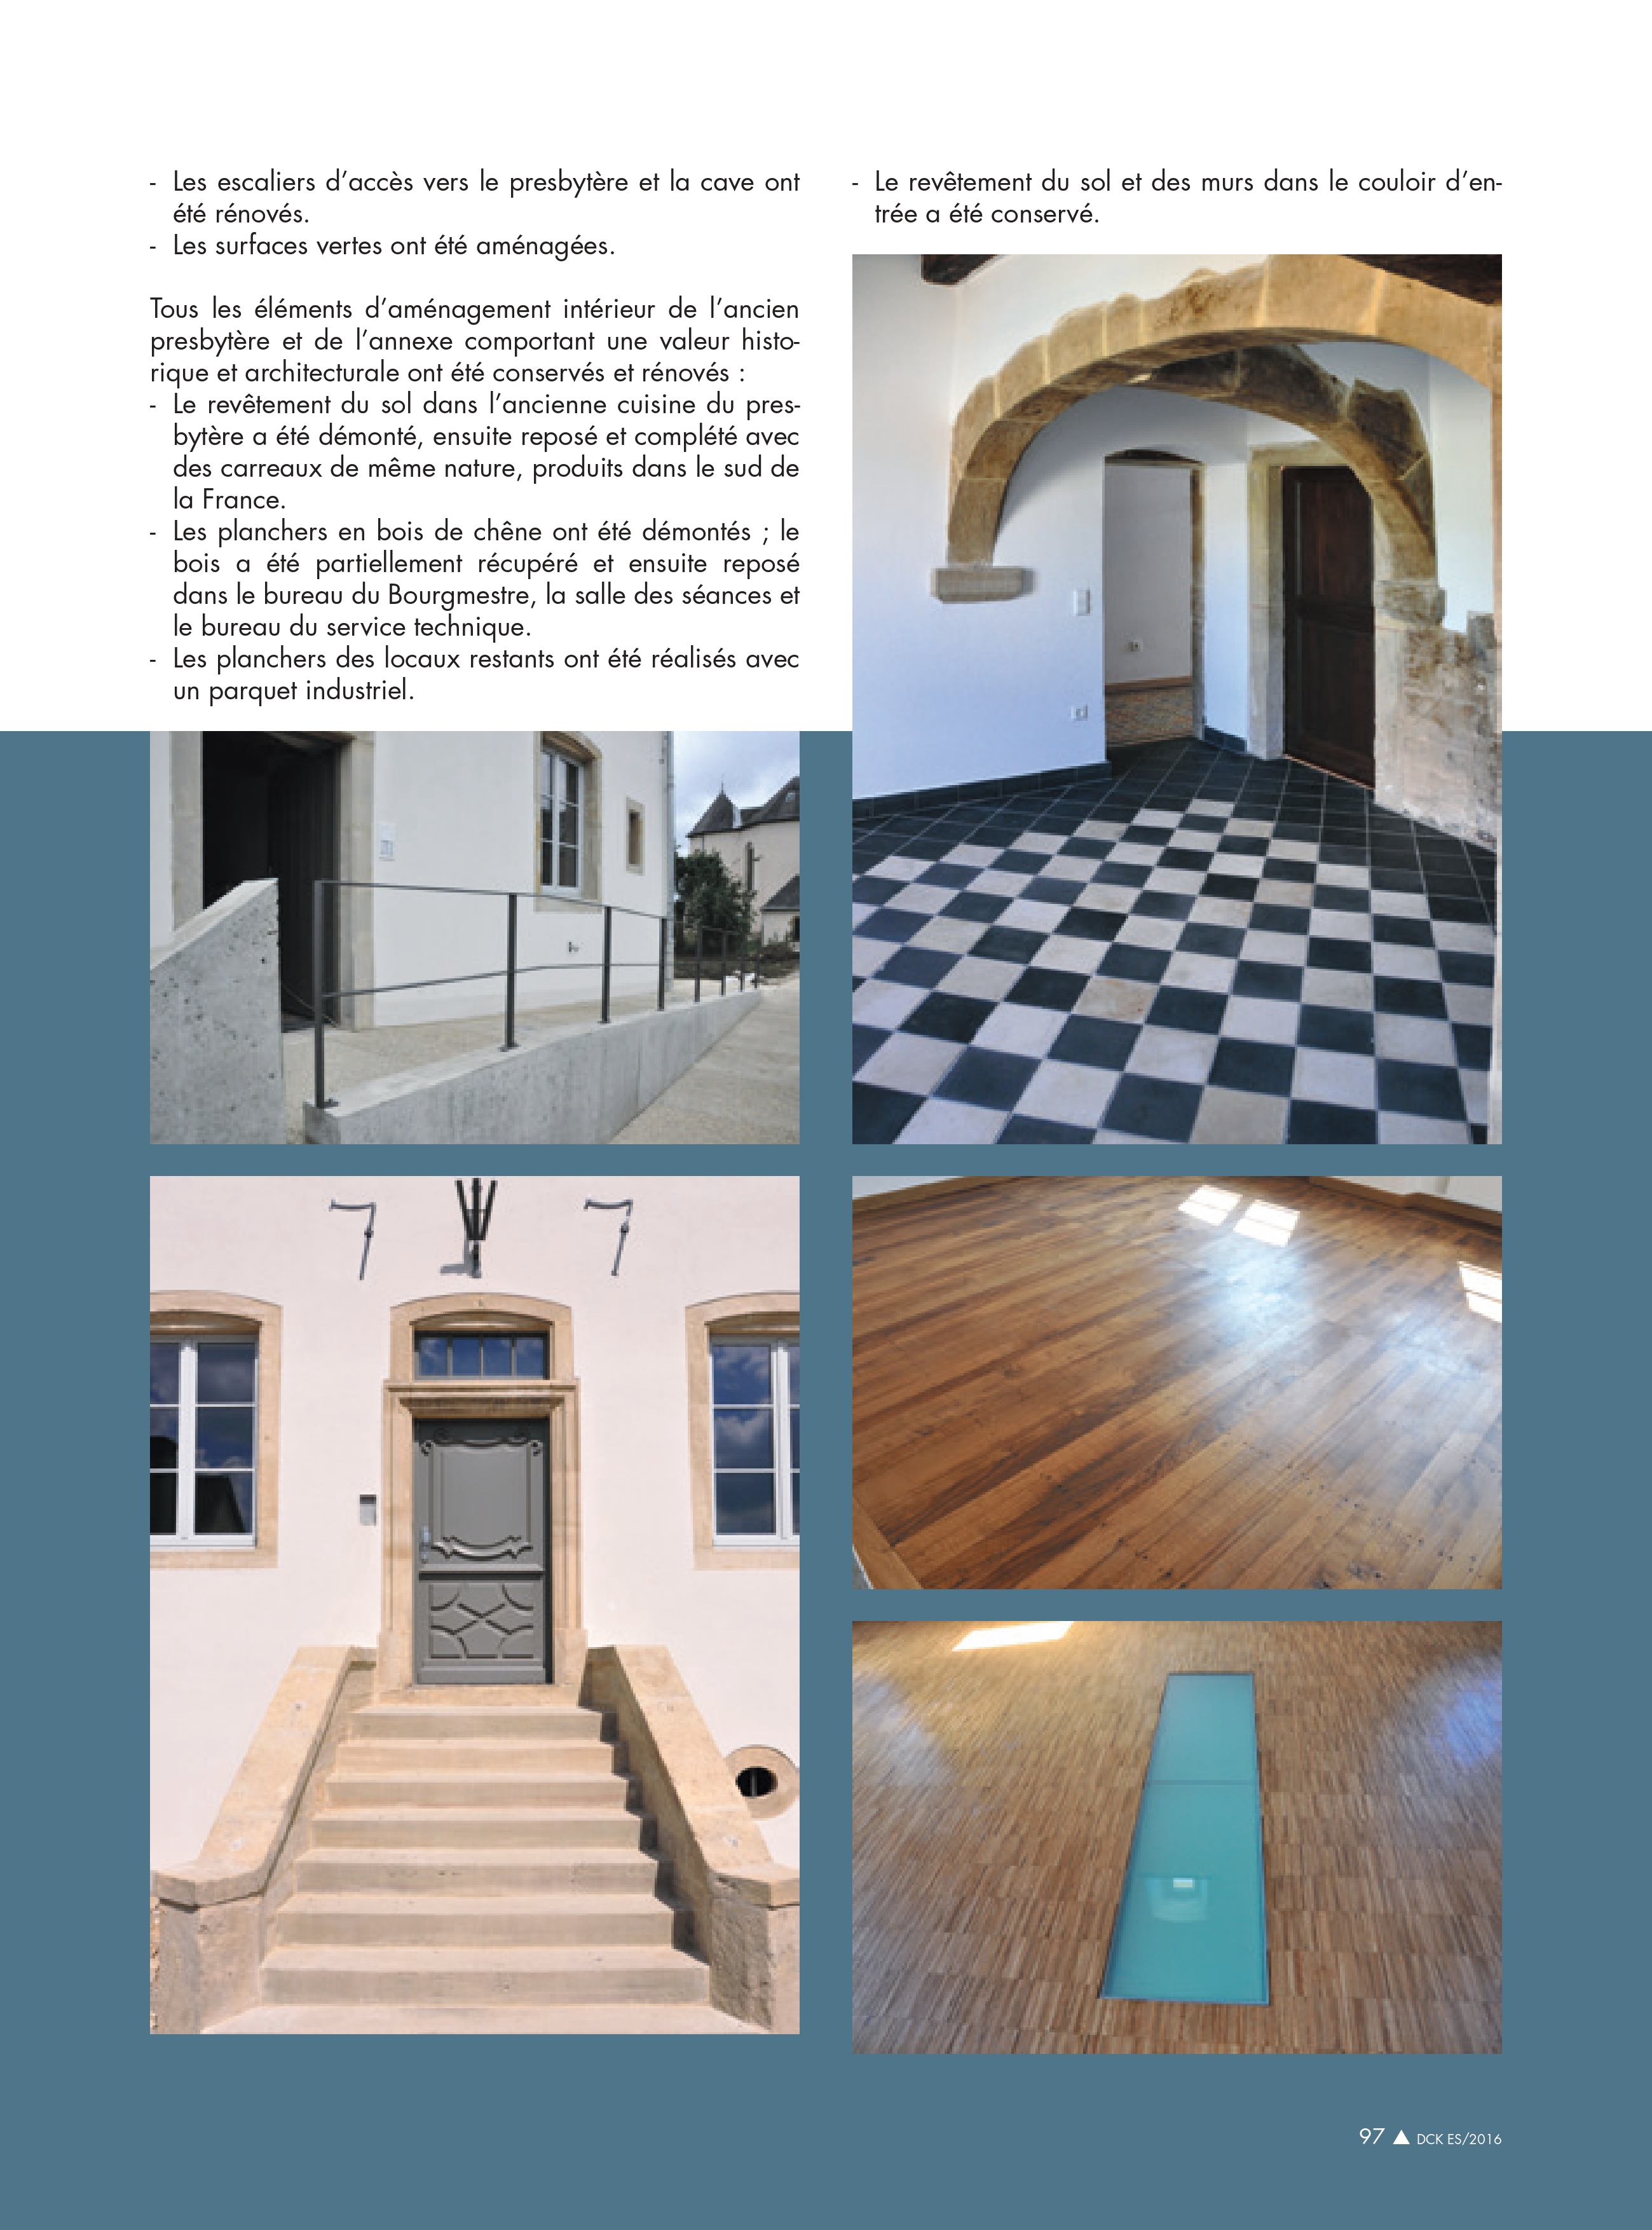 - Les escaliers d’accès vers le presbytère et la cave ont
été rénovés.
- Les surfaces vertes ont été aménagées.
Tous les éléments d’aménagement intérieur de l’ancien
presbytère et de l’annexe comportant une valeur histo-
rique et architecturale ont été conservés et rénovés :
- Le revêtement du sol dans l’ancienne cuisine du pres-
bytère a été démonté, ensuite reposé et complété avec
des carreaux de même nature, produits dans le sud de
la France.
- Les planchers en bois de chêne ont été démontés ; le
bois a été partiellement récupéré et ensuite reposé
dans le bureau du Bourgmestre, la salle des séances et
le bureau du service technique.
- Les planchers des locaux restants ont été réalisés avec
un parquet industriel.
- Le revêtement du sol et des murs dans le couloir d’en-
trée a été conservé.
97 ▲ DCK ES/2016